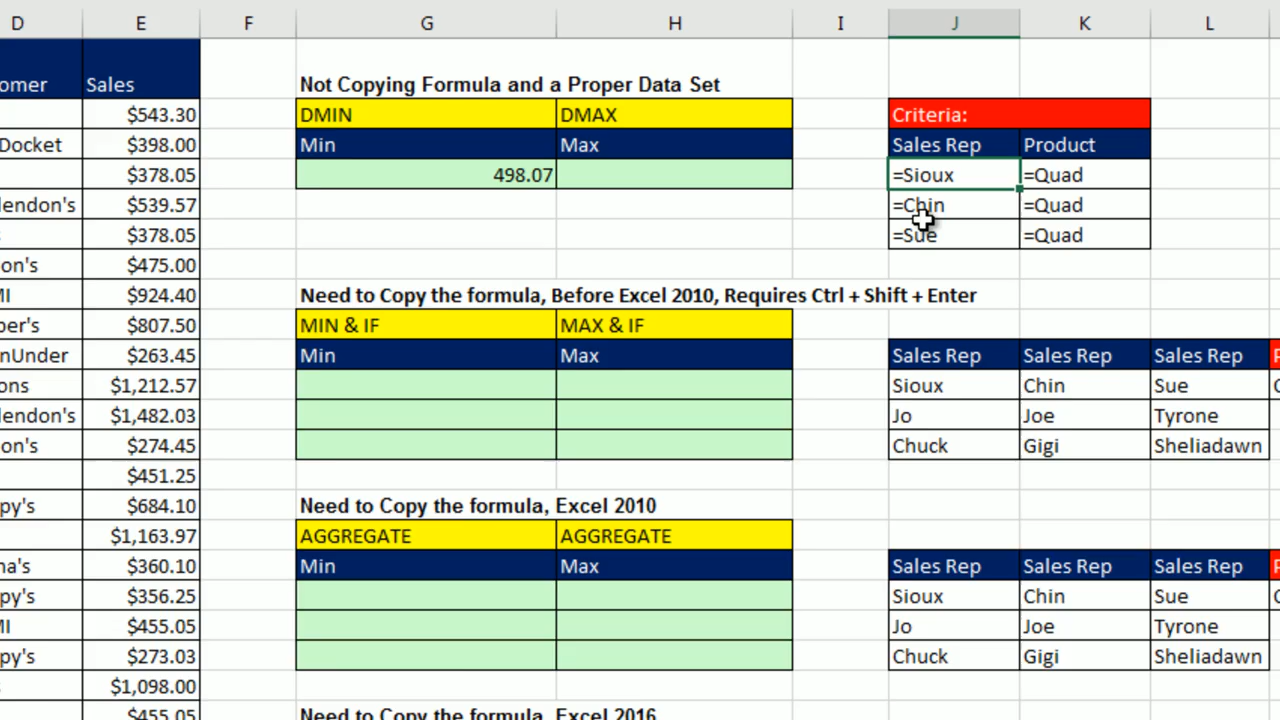 D E F G H I J K L
omer Sales Not Copying Formula and a Proper Data Set
$543.30 DMIN DMAX Criteria:
Docket $398.00 Min Max Sales Rep Product
$378.05 498.07 =Sioux =Quad
lendon's $539.57 =Chin =Quad
$378.05 =Sue =Quad
on's $475.00
MI $924.40 Need to Copy the formula, Before Excel 2010, Requires Ctrl + Shift + Enter
per's $807.50 MIN & IF MAX & IF
nUnder $263.45 Min Max Sales Rep Sales Rep Sales Rep
ons $1,212.57 Sioux Chin Sue
lendon's $1,482.03 Jo Joe Tyrone
on's $274.45 Chuck Gigi Sheliadawn
$451.25
py's $684.10 Need to Copy the formula, Excel 2010
$1,163.97 AGGREGATE AGGREGATE
na's $360.10 Min Max Sales Rep Sales Rep Sales Rep
py's $356.25 Sioux Chin Sue
MI $455.05 Jo Joe Tyrone
py's $273.03 Chuck Gigi Sheliadawn
$1,098.00
$455.05 Need to Copy the formula, Excel 2016